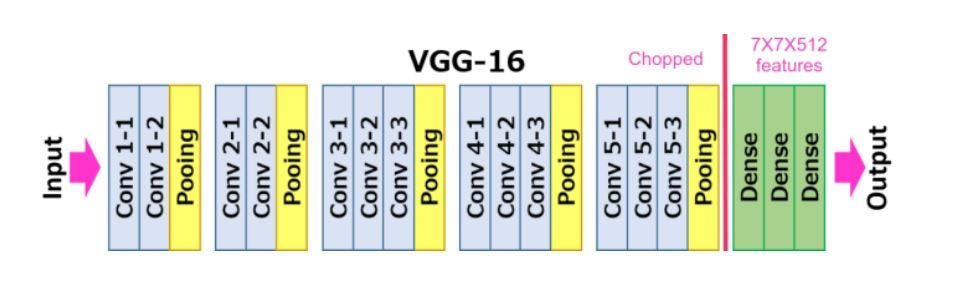 VGG-16
Chopped
7X7X512
features
Input
Conv 1-1
Conv 1-2
Pooing
Conv 2-1
Conv 2-2
Pooing
Conv 3-1
Conv 3-2
Conv 3-3
Pooing
Conv 4-1
Conv 4-2
Conv 4-3
Pooing
Conv 5-1
Conv 5-2
Conv 5-3
Pooing
Dense
Dense
Dense
Output